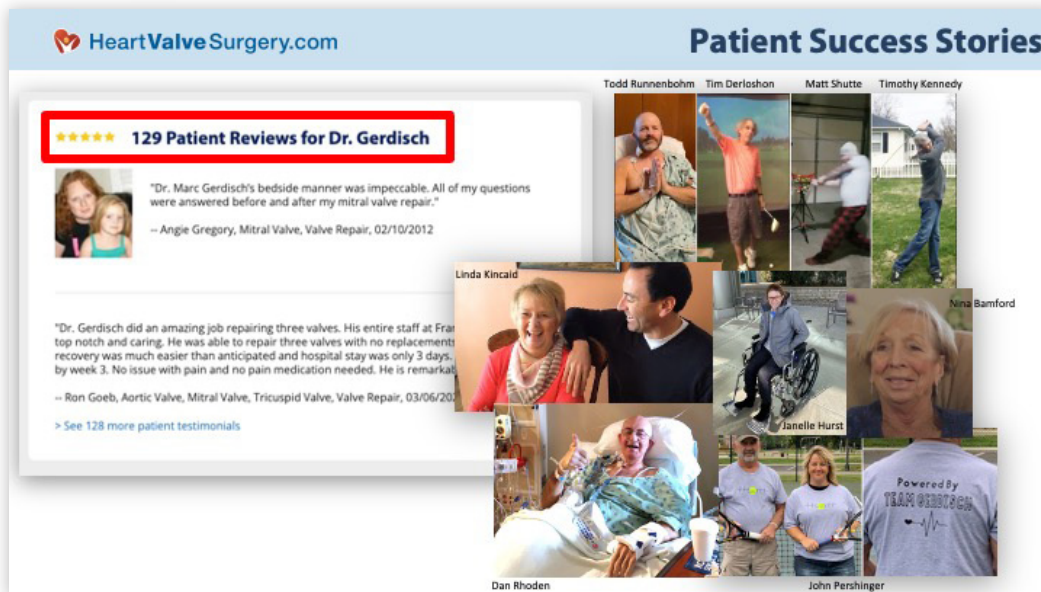 HeartValveSurgery.com
Patient Success Stories
129 Patient Reviews for Dr. Gerdisch
"Dr. Marc Gerdisch's bedside manner was impeccable. All of my questions
were answered before and after my mitral valve repair."
-- Angie Gregory, Mitral Valve, Valve Repair, 02/10/2012
"Dr. Gerdisch did an amazing job repairing three valves. His entire staff at
top notch and caring. He was able to repair three valves with no replacements
recovery was much easier than anticipated and hospital stay was only 3 days.
by week 3. No issue with pain and no pain medication needed. He is
-- Ron Goeb, Aortic Valve, Mitral Valve, Tricuspid Valve, Valve Repair,
> See 128 more patient testimonials
Todd Runnenbohm Tim Derloshon Matt Shutte Timothy Kennedy
Linda Kincaid
Nina Bamford
Janelle Hurst
Powered By
TEAM GERDISCH
Dan Rhoden
John Pershinger